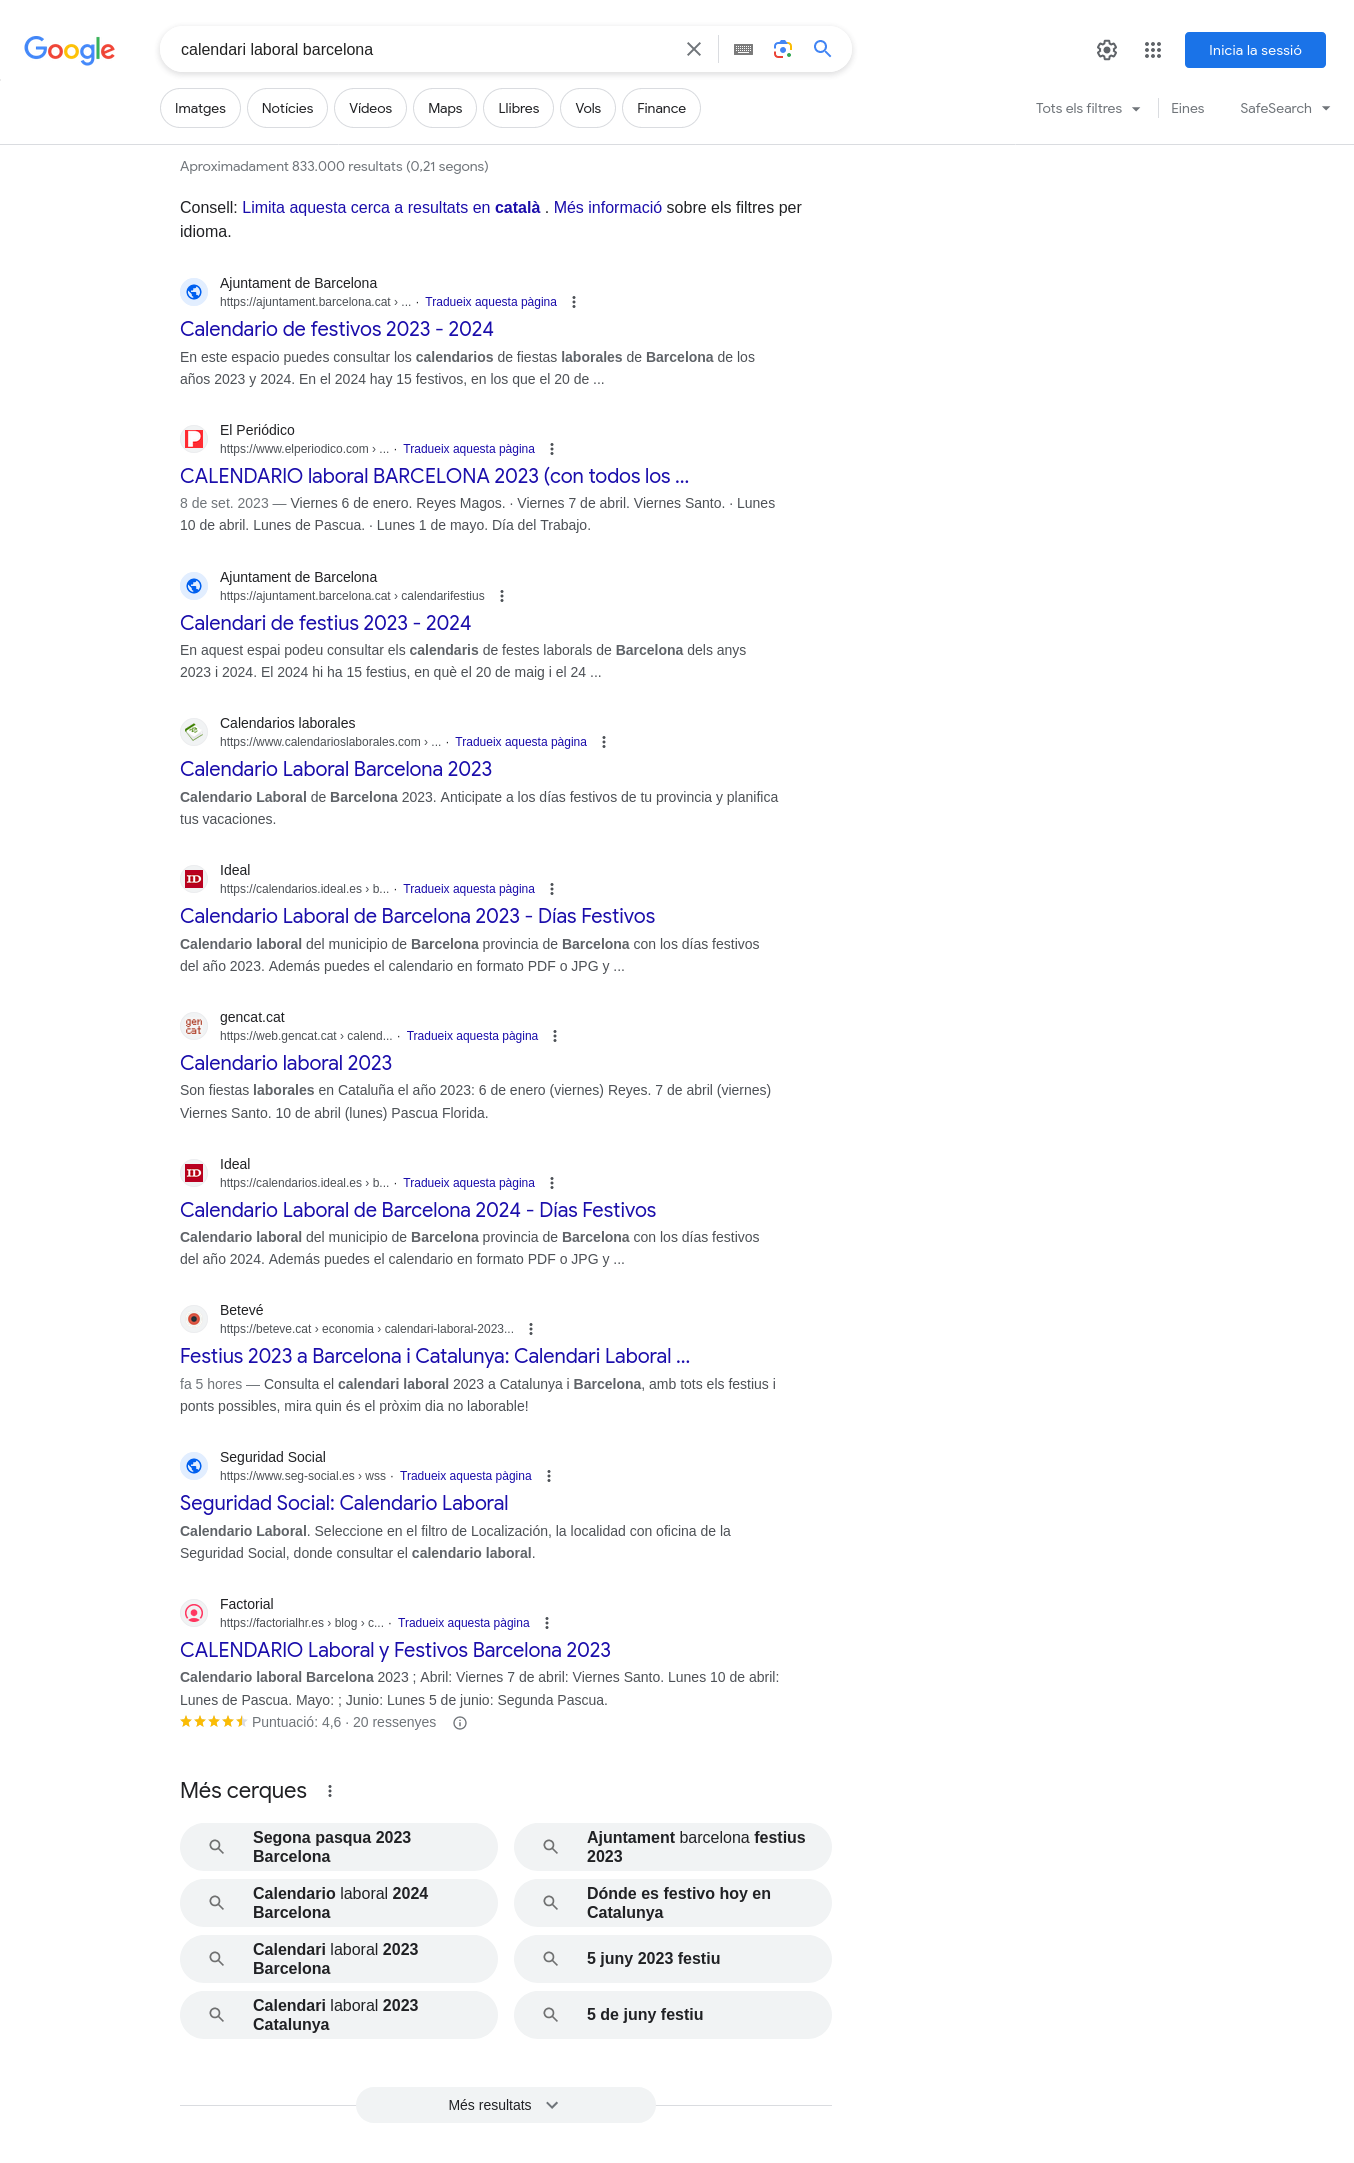 Google
calendari laboral barcelona
Inicia la sessió
Imatges
Notícies
Vídeos
Maps
Llibres
Vols
Finance
Tots els filtres
Eines
SafeSearch
Aproximadament 833.000 resultats (0,21 segons)
Consell: Limita aquesta cerca a resultats en català . Més informació sobre els filtres per
idioma.
Ajuntament de Barcelona
https://ajuntament.barcelona.cat › ... · Tradueix aquesta pàgina
Calendario de festivos 2023 - 2024
En este espacio puedes consultar los calendarios de fiestas laborales de Barcelona de los
años 2023 y 2024. En el 2024 hay 15 festivos, en los que el 20 de ...
El Periódico
https://www.elperiodico.com › ... · Tradueix aquesta pàgina
CALENDARIO laboral BARCELONA 2023 (con todos los ...
8 de set. 2023 — Viernes 6 de enero. Reyes Magos. · Viernes 7 de abril. Viernes Santo. · Lunes
10 de abril. Lunes de Pascua. · Lunes 1 de mayo. Día del Trabajo.
Ajuntament de Barcelona
https://ajuntament.barcelona.cat › calendarifestius
Calendari de festius 2023 - 2024
En aquest espai podeu consultar els calendaris de festes laborals de Barcelona dels anys
2023 i 2024. El 2024 hi ha 15 festius, en què el 20 de maig i el 24 ...
Calendarios laborales
https://www.calendarioslaborales.com › ... · Tradueix aquesta pàgina
Calendario Laboral Barcelona 2023
Calendario Laboral de Barcelona 2023. Anticipate a los días festivos de tu provincia y planifica
tus vacaciones.
ID
Ideal
https://calendarios.ideal.es › b... · Tradueix aquesta pàgina
Calendario Laboral de Barcelona 2023 - Días Festivos
Calendario laboral del municipio de Barcelona provincia de Barcelona con los días festivos
del año 2023. Además puedes el calendario en formato PDF o JPG y ...
gen
cat
gencat.cat
https://web.gencat.cat › calend... · Tradueix aquesta pàgina
Calendario laboral 2023
Son fiestas laborales en Cataluña el año 2023: 6 de enero (viernes) Reyes. 7 de abril (viernes)
Viernes Santo. 10 de abril (lunes) Pascua Florida.
ID
Ideal
https://calendarios.ideal.es › b... · Tradueix aquesta pàgina
Calendario Laboral de Barcelona 2024 - Días Festivos
Calendario laboral del municipio de Barcelona provincia de Barcelona con los días festivos
del año 2024. Además puedes el calendario en formato PDF o JPG y ...
Betevé
https://beteve.cat › economia › calendari-laboral-2023...
Festius 2023 a Barcelona i Catalunya: Calendari Laboral ...
fa 5 hores — Consulta el calendari laboral 2023 a Catalunya i Barcelona, amb tots els festius i
ponts possibles, mira quin és el pròxim dia no laborable!
Seguridad Social
https://www.seg-social.es › wss · Tradueix aquesta pàgina
Seguridad Social: Calendario Laboral
Calendario Laboral. Seleccione en el filtro de Localización, la localidad con oficina de la
Seguridad Social, donde consultar el calendario laboral.
Factorial
https://factorialhr.es › blog › c... · Tradueix aquesta pàgina
CALENDARIO Laboral y Festivos Barcelona 2023
Calendario laboral Barcelona 2023 ; Abril: Viernes 7 de abril: Viernes Santo. Lunes 10 de abril:
Lunes de Pascua. Mayo: ; Junio: Lunes 5 de junio: Segunda Pascua.
Puntuació: 4,6 · 20 ressenyes
Més cerques
Segona pasqua 2023
Barcelona
Ajuntament barcelona festius
2023
Calendario laboral 2024
Barcelona
Dónde es festivo hoy en
Catalunya
Calendari laboral 2023
Barcelona
5 juny 2023 festiu
Calendari laboral 2023
Catalunya
5 de juny festiu
Més resultats